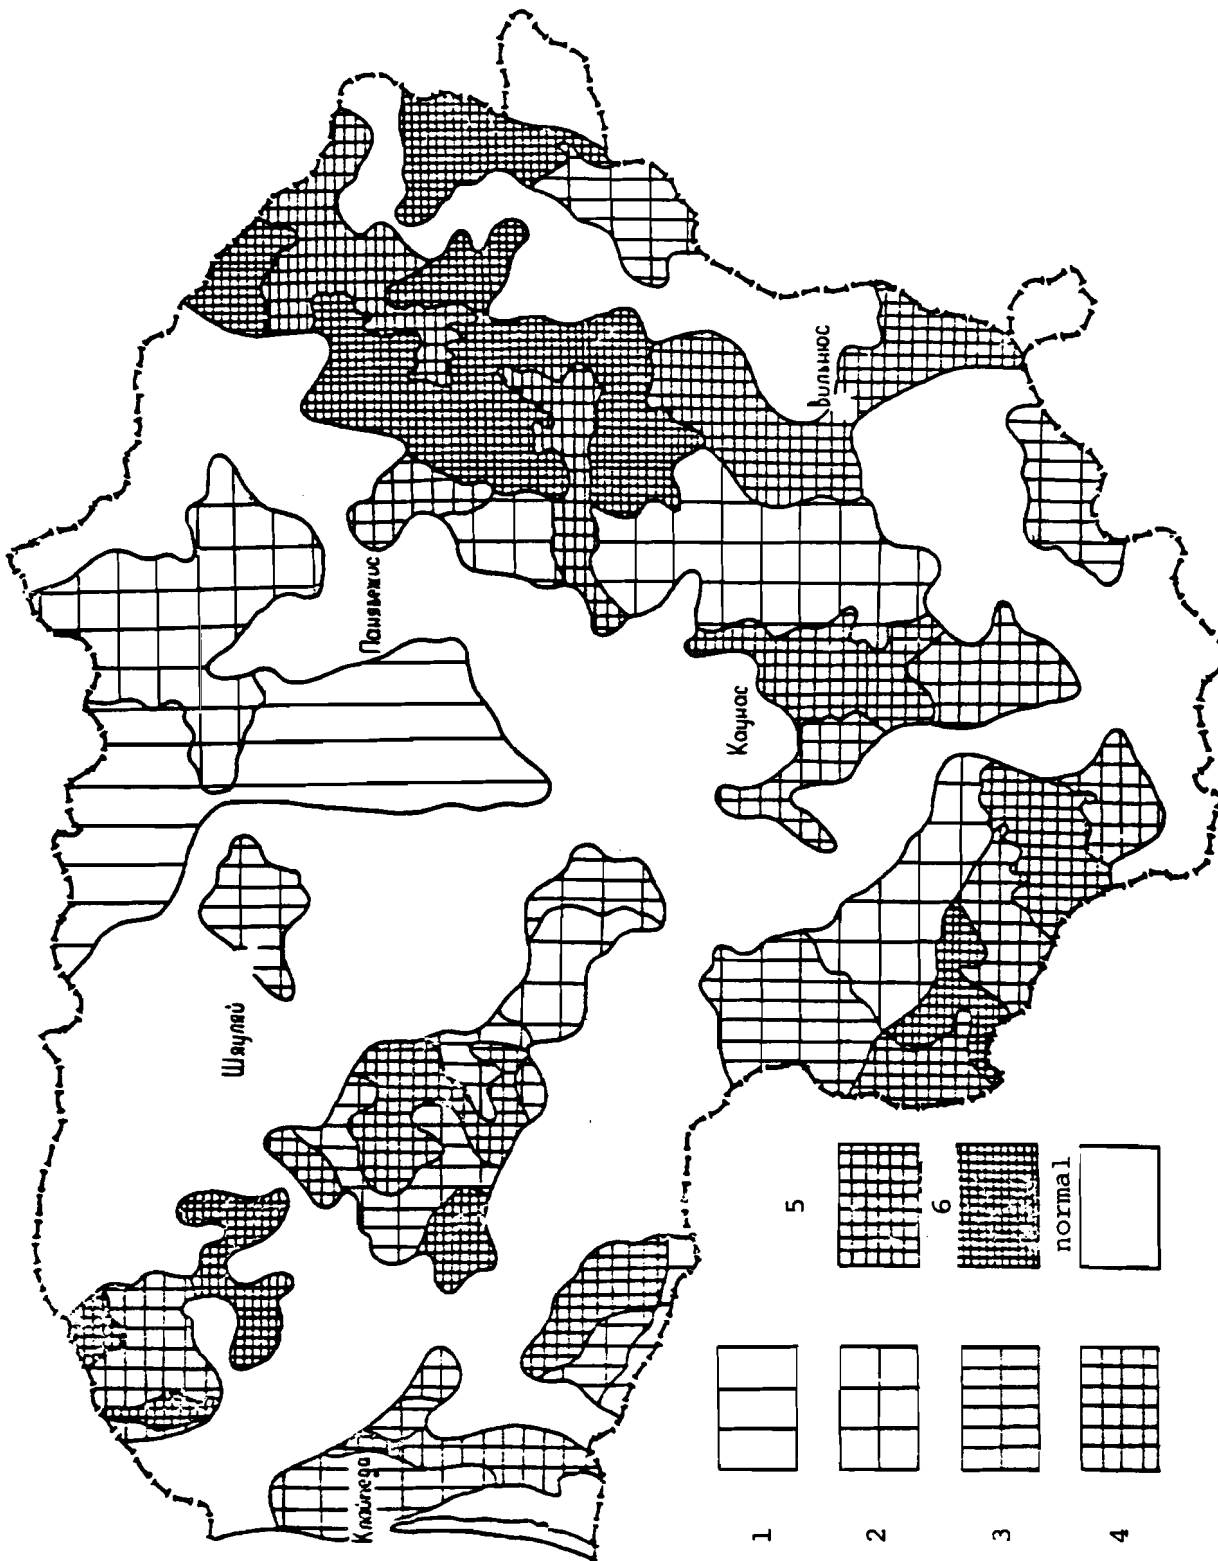 Шяуляй
Клайпеда
Паневежис
Каунас
Вильнюс
1
2
3
4
5
6
normal